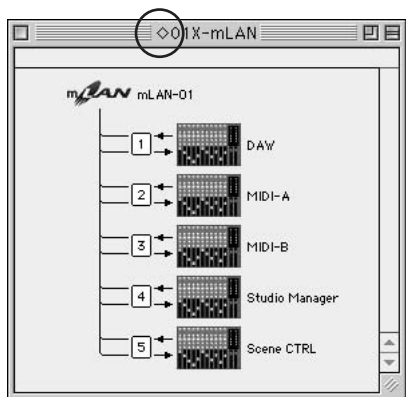 ◇01X-mLAN
mLAN mLAN-01
1 DAW
2 MIDI-A
3 MIDI-B
4 Studio Manager
5 Scene CTRL